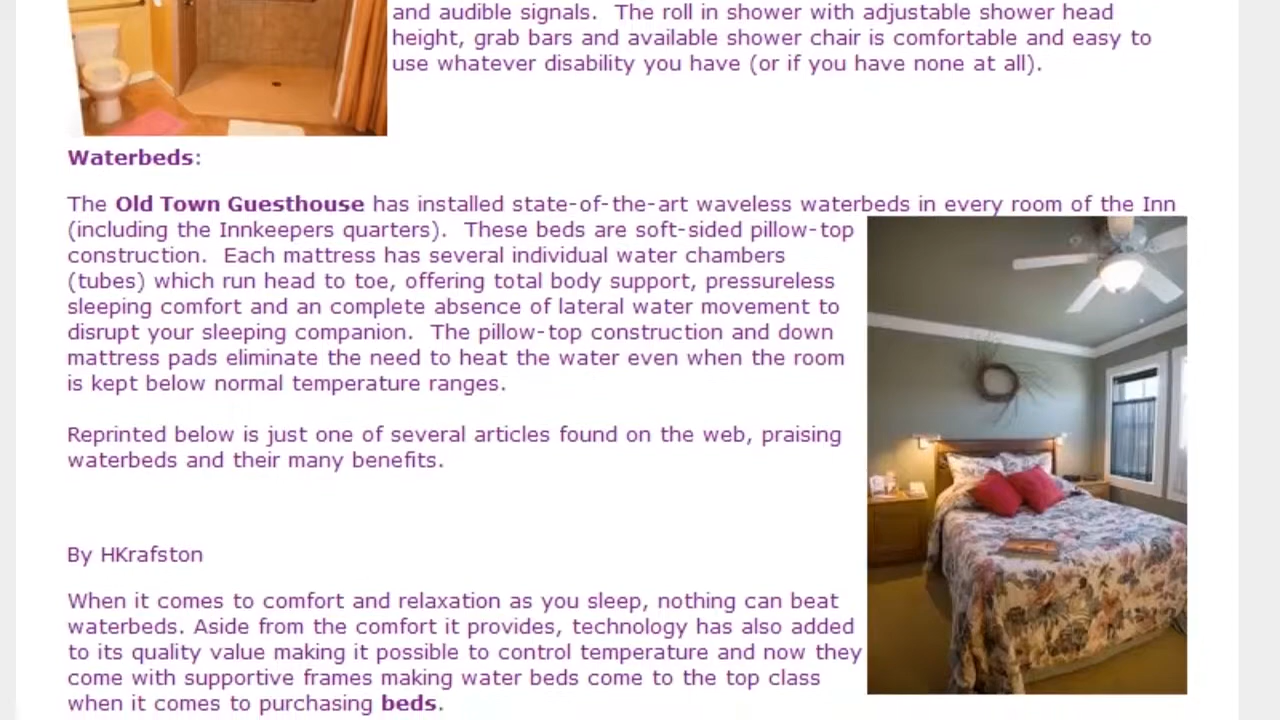 and audible signals.  The roll in shower with adjustable shower head
height, grab bars and available shower chair is comfortable and easy to
use whatever disability you have (or if you have none at all).
Waterbeds:
The Old Town Guesthouse has installed state-of-the-art waveless waterbeds in every room of the Inn
(including the Innkeepers quarters).  These beds are soft-sided pillow-top
construction.  Each mattress has several individual water chambers
(tubes) which run head to toe, offering total body support, pressureless
sleeping comfort and an complete absence of lateral water movement to
disrupt your sleeping companion.  The pillow-top construction and down
mattress pads eliminate the need to heat the water even when the room
is kept below normal temperature ranges.
Reprinted below is just one of several articles found on the web, praising
waterbeds and their many benefits.
By HKrafston
When it comes to comfort and relaxation as you sleep, nothing can beat
waterbeds. Aside from the comfort it provides, technology has also added
to its quality value making it possible to control temperature and now they
come with supportive frames making water beds come to the top class
when it comes to purchasing beds.